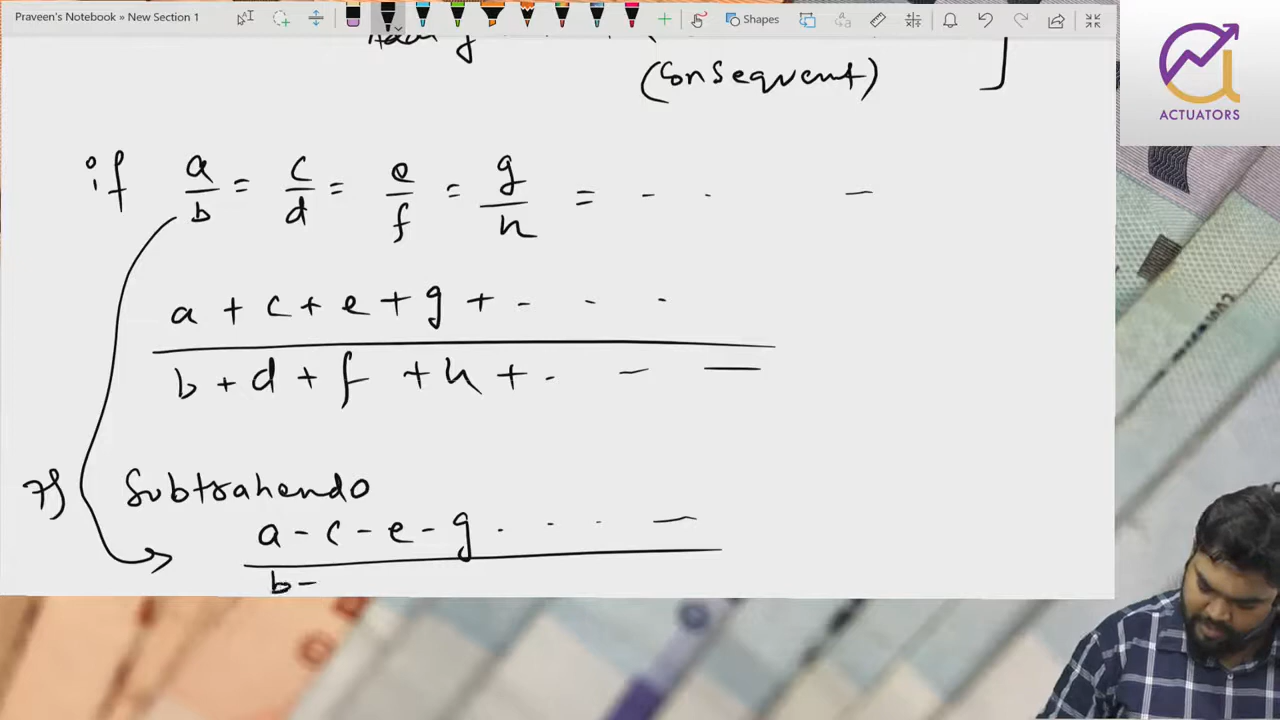 Praveen's Notebook » New Section 1
Shapes
ACTUATORS
(Consequent) ]
if a/b = c/d = e/f = g/h = - - -
a + c + e + g + - - -
b + d + f + h + - - —
7) Subtrahendo
a - c - e - g . . . —
b -